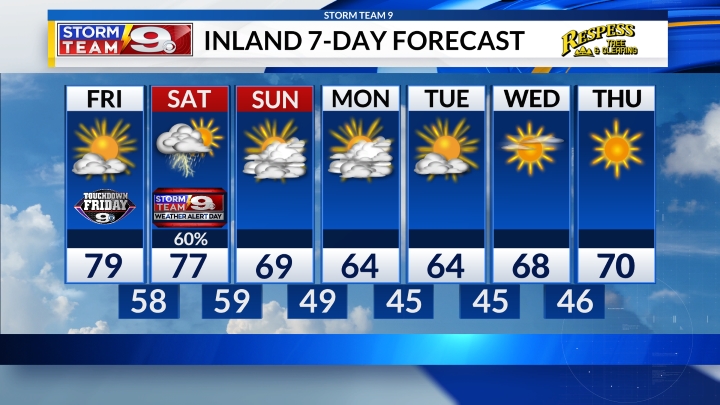 STORM TEAM 9
STORM
TEAM 9
INLAND 7-DAY FORECAST
RESPESS
TREE
& CLEARING
FRI SAT SUN MON TUE WED THU
TOUCHDOWN
FRIDAY
9
STORM
TEAM 9
WEATHER ALERT DAY
60%
79 77 69 64 64 68 70
58 59 49 45 45 46